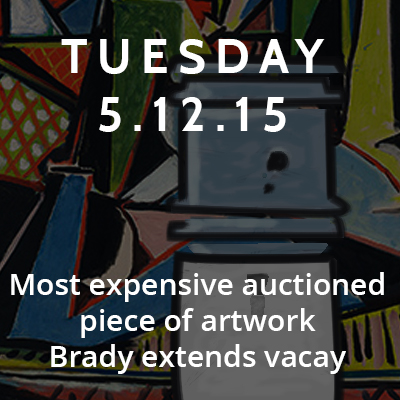 TUESDAY
5.12.15
Most expensive auctioned
piece of artwork
Brady extends vacay